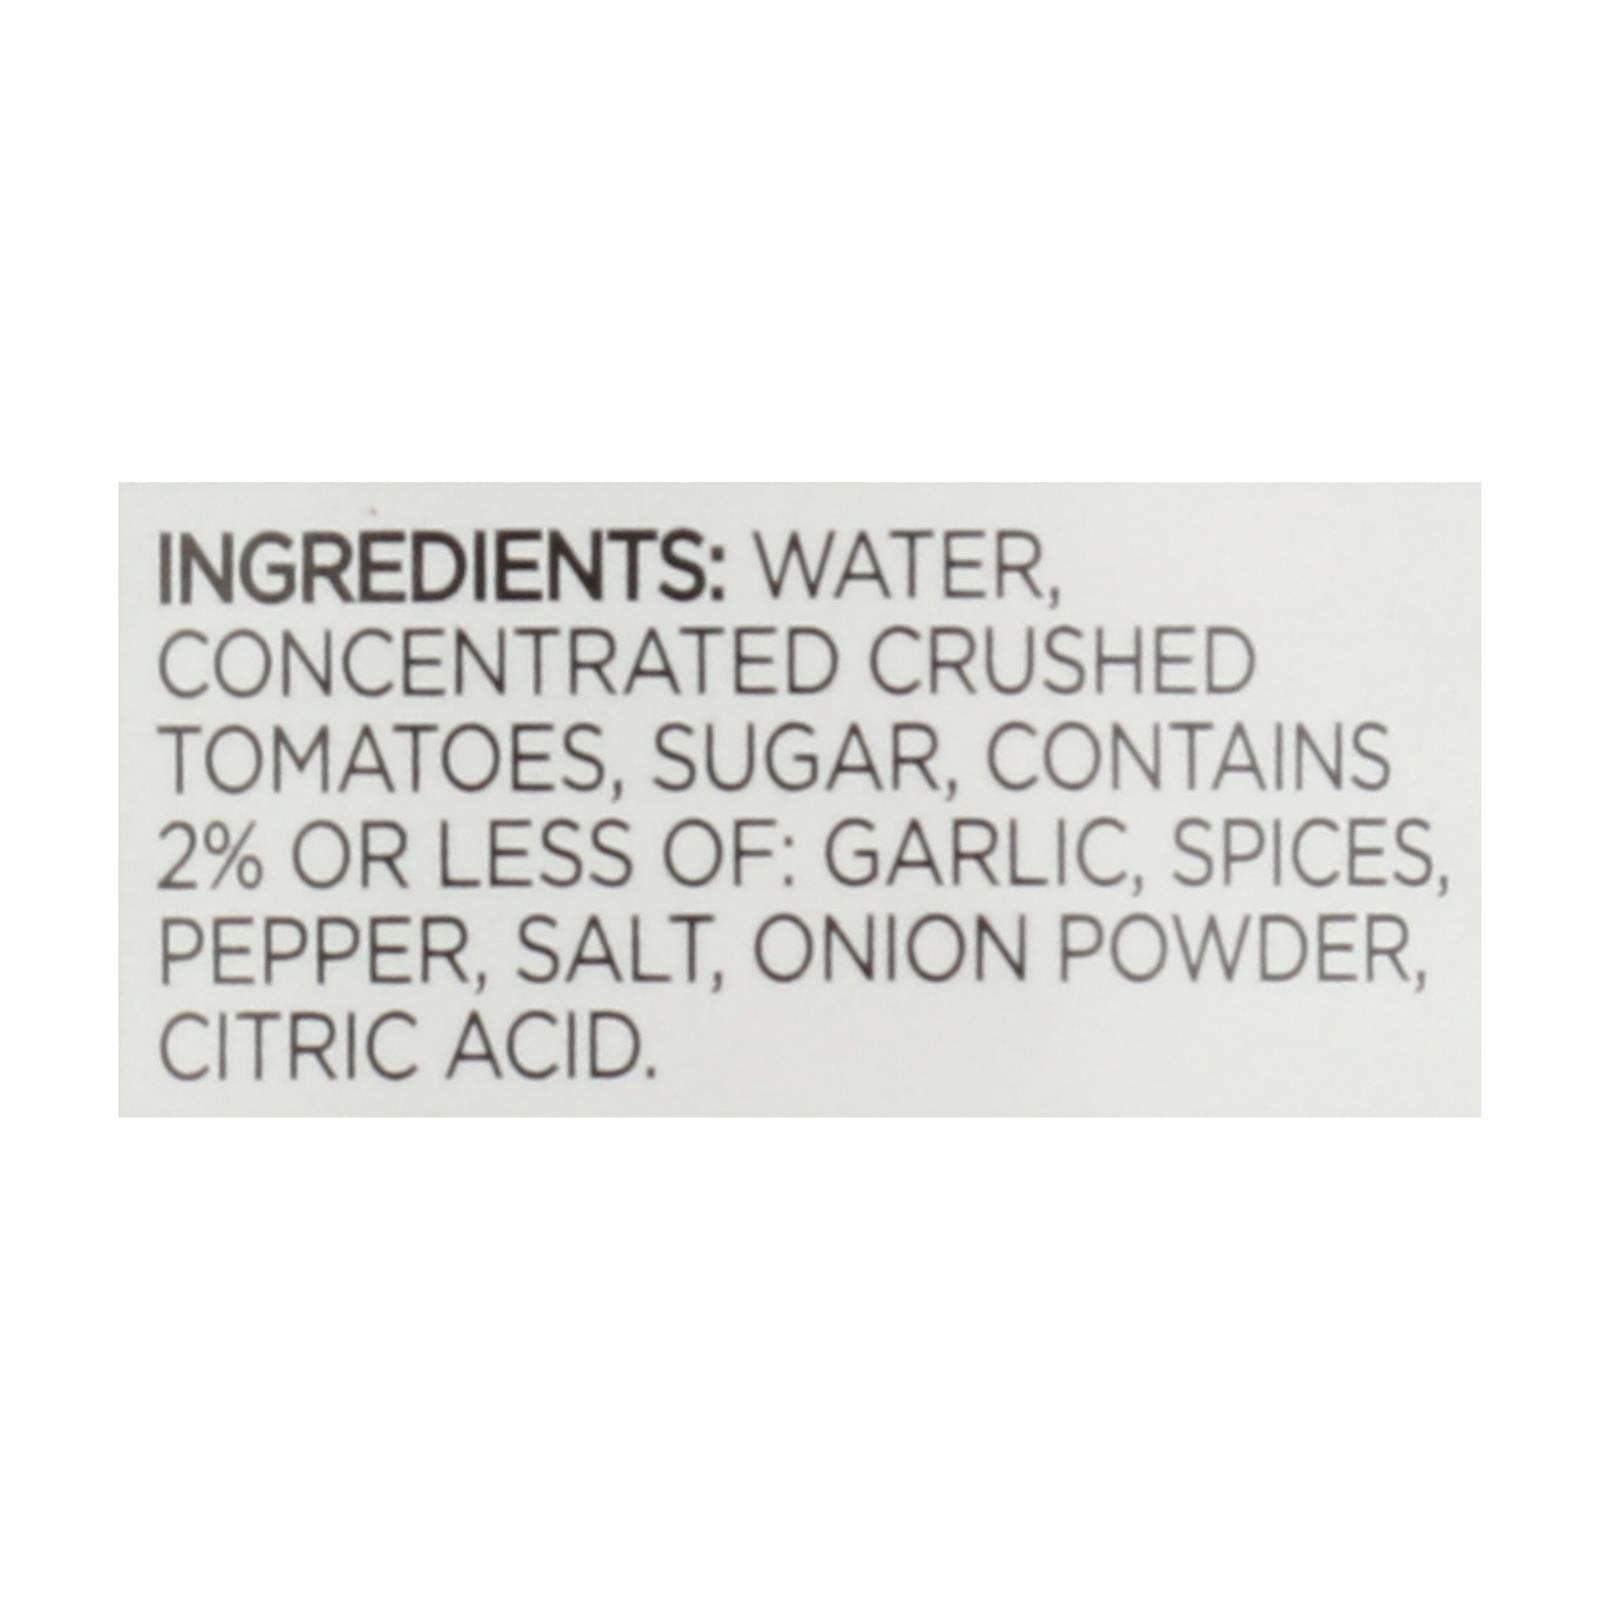 INGREDIENTS: WATER,
CONCENTRATED CRUSHED
TOMATOES, SUGAR, CONTAINS
2% OR LESS OF: GARLIC, SPICES,
PEPPER, SALT, ONION POWDER,
CITRIC ACID.